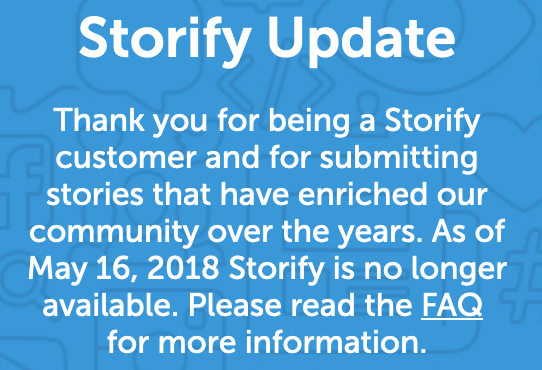 Storify Update
Thank you for being a Storify
customer and for submitting
stories that have enriched our
community over the years. As of
May 16, 2018 Storify is no longer
available. Please read the FAQ
for more information.